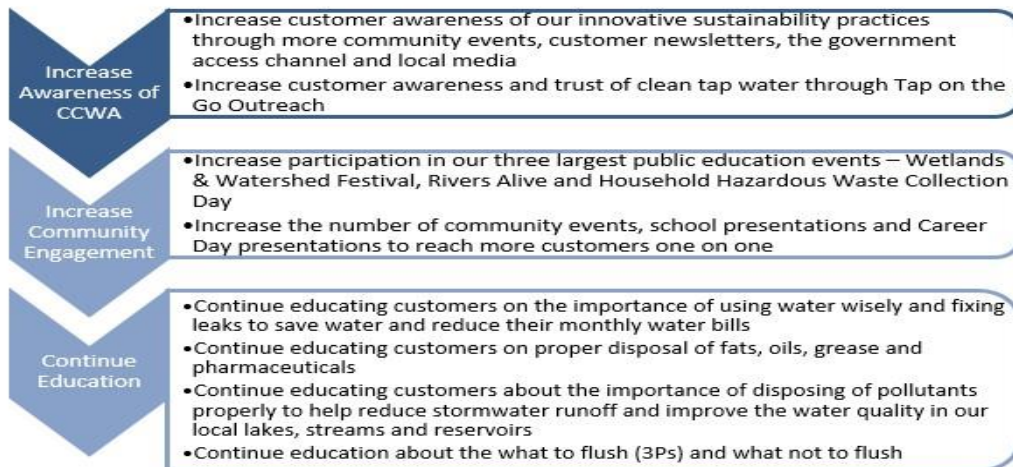 Increase
Awareness of
CCWA
•Increase customer awareness of our innovative sustainability practices
through more community events, customer newsletters, the government
access channel and local media
•Increase customer awareness and trust of clean tap water through Tap on the
Go Outreach
Increase
Community
Engagement
•Increase participation in our three largest public education events – Wetlands
& Watershed Festival, Rivers Alive and Household Hazardous Waste Collection
Day
•Increase the number of community events, school presentations and Career
Day presentations to reach more customers one on one
Continue
Education
•Continue educating customers on the importance of using water wisely and fixing
leaks to save water and reduce their monthly water bills
•Continue educating customers on proper disposal of fats, oils, grease and
pharmaceuticals
•Continue educating customers about the importance of disposing of pollutants
properly to help reduce stormwater runoff and improve the water quality in our
local lakes, streams and reservoirs
•Continue education about the what to flush (3Ps) and what not to flush